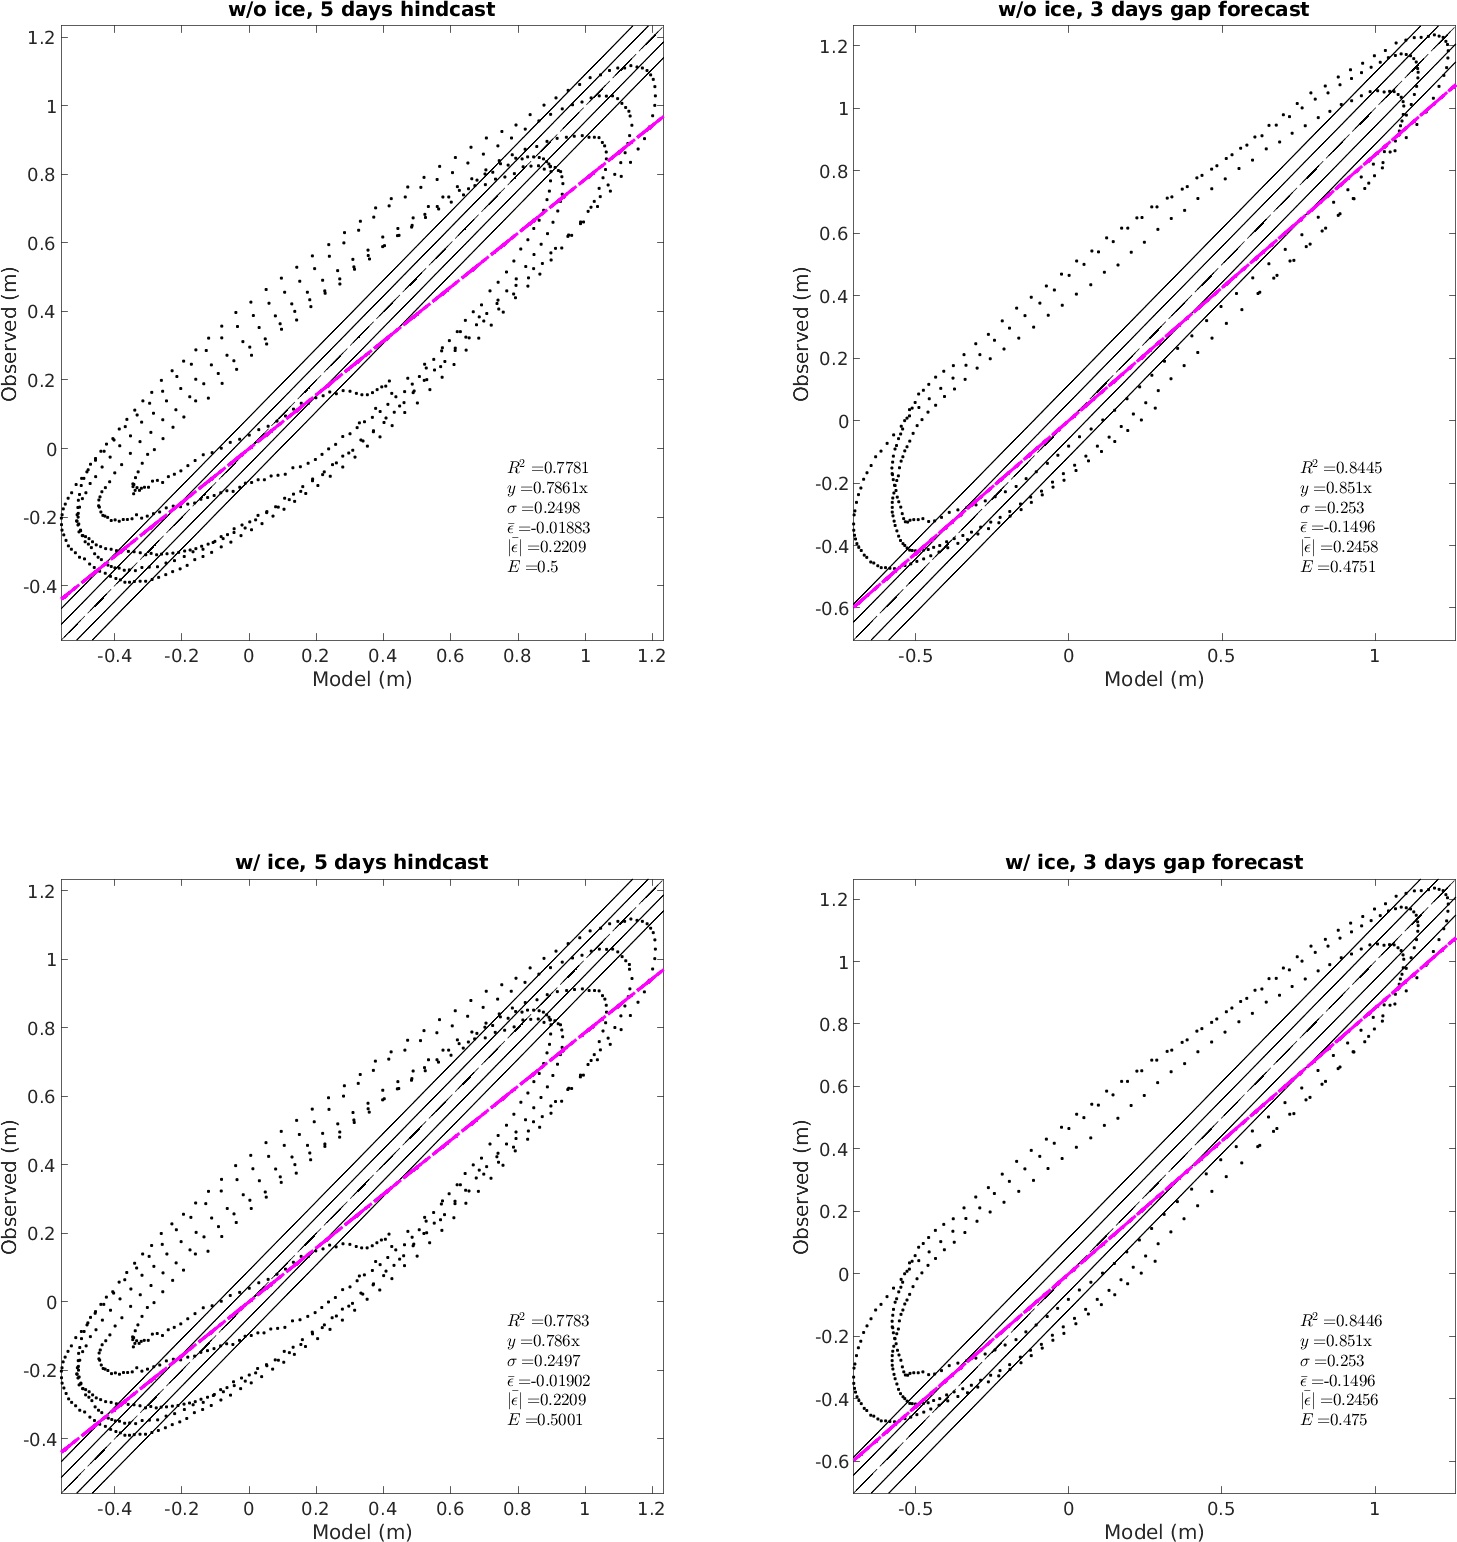 w/o ice, 5 days hindcast
1.2
1
0.8
0.6
0.4
0.2
0
-0.2
-0.4
Observed (m)
R² =0.7781
y =0.7861x
σ =0.2498
ε̄ =-0.01883
|ε̄| =0.2209
E =0.5
-0.4 -0.2 0 0.2 0.4 0.6 0.8 1 1.2
Model (m)
w/o ice, 3 days gap forecast
1.2
1
0.8
0.6
0.4
0.2
0
-0.2
-0.4
-0.6
Observed (m)
R² =0.8445
y =0.851x
σ =0.253
ε̄ =-0.1496
|ε̄| =0.2458
E =0.4751
-0.5 0 0.5 1
Model (m)
w/ ice, 5 days hindcast
1.2
1
0.8
0.6
0.4
0.2
0
-0.2
-0.4
Observed (m)
R² =0.7783
y =0.786x
σ =0.2497
ε̄ =-0.01902
|ε̄| =0.2209
E =0.5001
-0.4 -0.2 0 0.2 0.4 0.6 0.8 1 1.2
Model (m)
w/ ice, 3 days gap forecast
1.2
1
0.8
0.6
0.4
0.2
0
-0.2
-0.4
-0.6
Observed (m)
R² =0.8446
y =0.851x
σ =0.253
ε̄ =-0.1496
|ε̄| =0.2456
E =0.475
-0.5 0 0.5 1
Model (m)